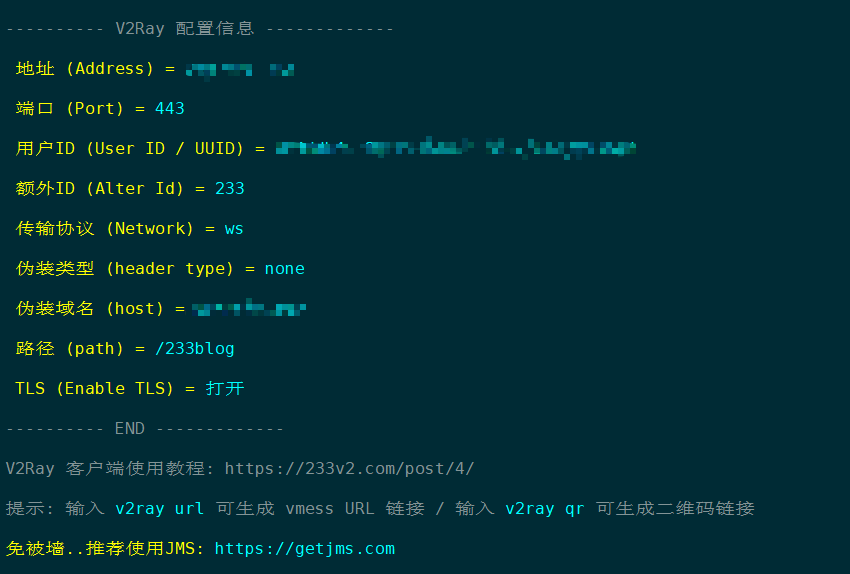 ---------- V2Ray 配置信息 -------------
地址 (Address) =
端口 (Port) = 443
用户ID (User ID / UUID) =
额外ID (Alter Id) = 233
传输协议 (Network) = ws
伪装类型 (header type) = none
伪装域名 (host) =
路径 (path) = /233blog
TLS (Enable TLS) = 打开
---------- END -------------
V2Ray 客户端使用教程: https://233v2.com/post/4/
提示: 输入 v2ray url 可生成 vmess URL 链接 / 输入 v2ray qr 可生成二维码链接
免被墙..推荐使用JMS: https://getjms.com